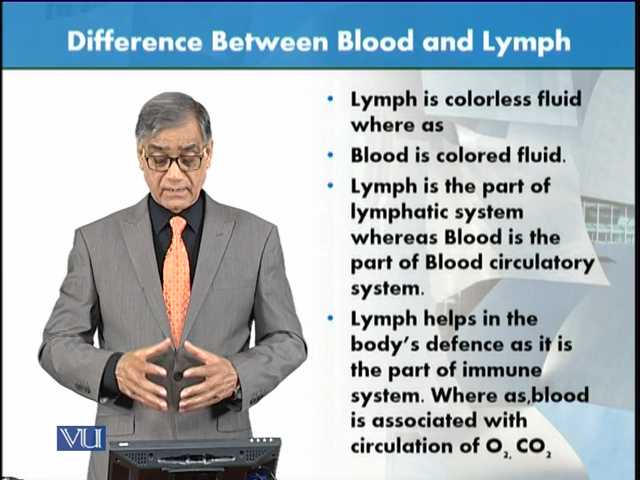 Difference Between Blood and Lymph
• Lymph is colorless fluid
where as
• Blood is colored fluid.
• Lymph is the part of
lymphatic system
whereas Blood is the
part of Blood circulatory
system.
• Lymph helps in the
body’s defence as it is
the part of immune
system. Where as,blood
is associated with
circulation of O₂, CO₂
VU